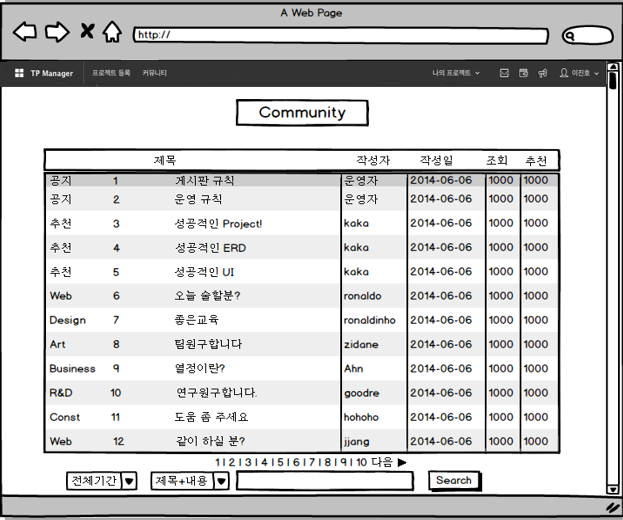 A Web Page
http://
TP Manager 프로젝트 등록 커뮤니티 나의 프로젝트 이진호
Community
제목 작성자 작성일 조회 추천
공지 1 게시판 규칙 운영자 2014-06-06 1000 1000
공지 2 운영 규칙 운영자 2014-06-06 1000 1000
추천 3 성공적인 Project! kaka 2014-06-06 1000 1000
추천 4 성공적인 ERD kaka 2014-06-06 1000 1000
추천 5 성공적인 UI kaka 2014-06-06 1000 1000
Web 6 오늘 술할분? ronaldo 2014-06-06 1000 1000
Design 7 좋은교육 ronaldinho 2014-06-06 1000 1000
Art 8 팀원구합니다 zidane 2014-06-06 1000 1000
Business 9 열정이란? Ahn 2014-06-06 1000 1000
R&D 10 연구원구합니다. goodre 2014-06-06 1000 1000
Const 11 도움 좀 주세요 hohoho 2014-06-06 1000 1000
Web 12 같이 하실 분? jjang 2014-06-06 1000 1000
1 | 2 | 3 | 4 | 5 | 6 | 7 | 8 | 9 | 10 다음 ▶
전체기간 제목+내용 Search